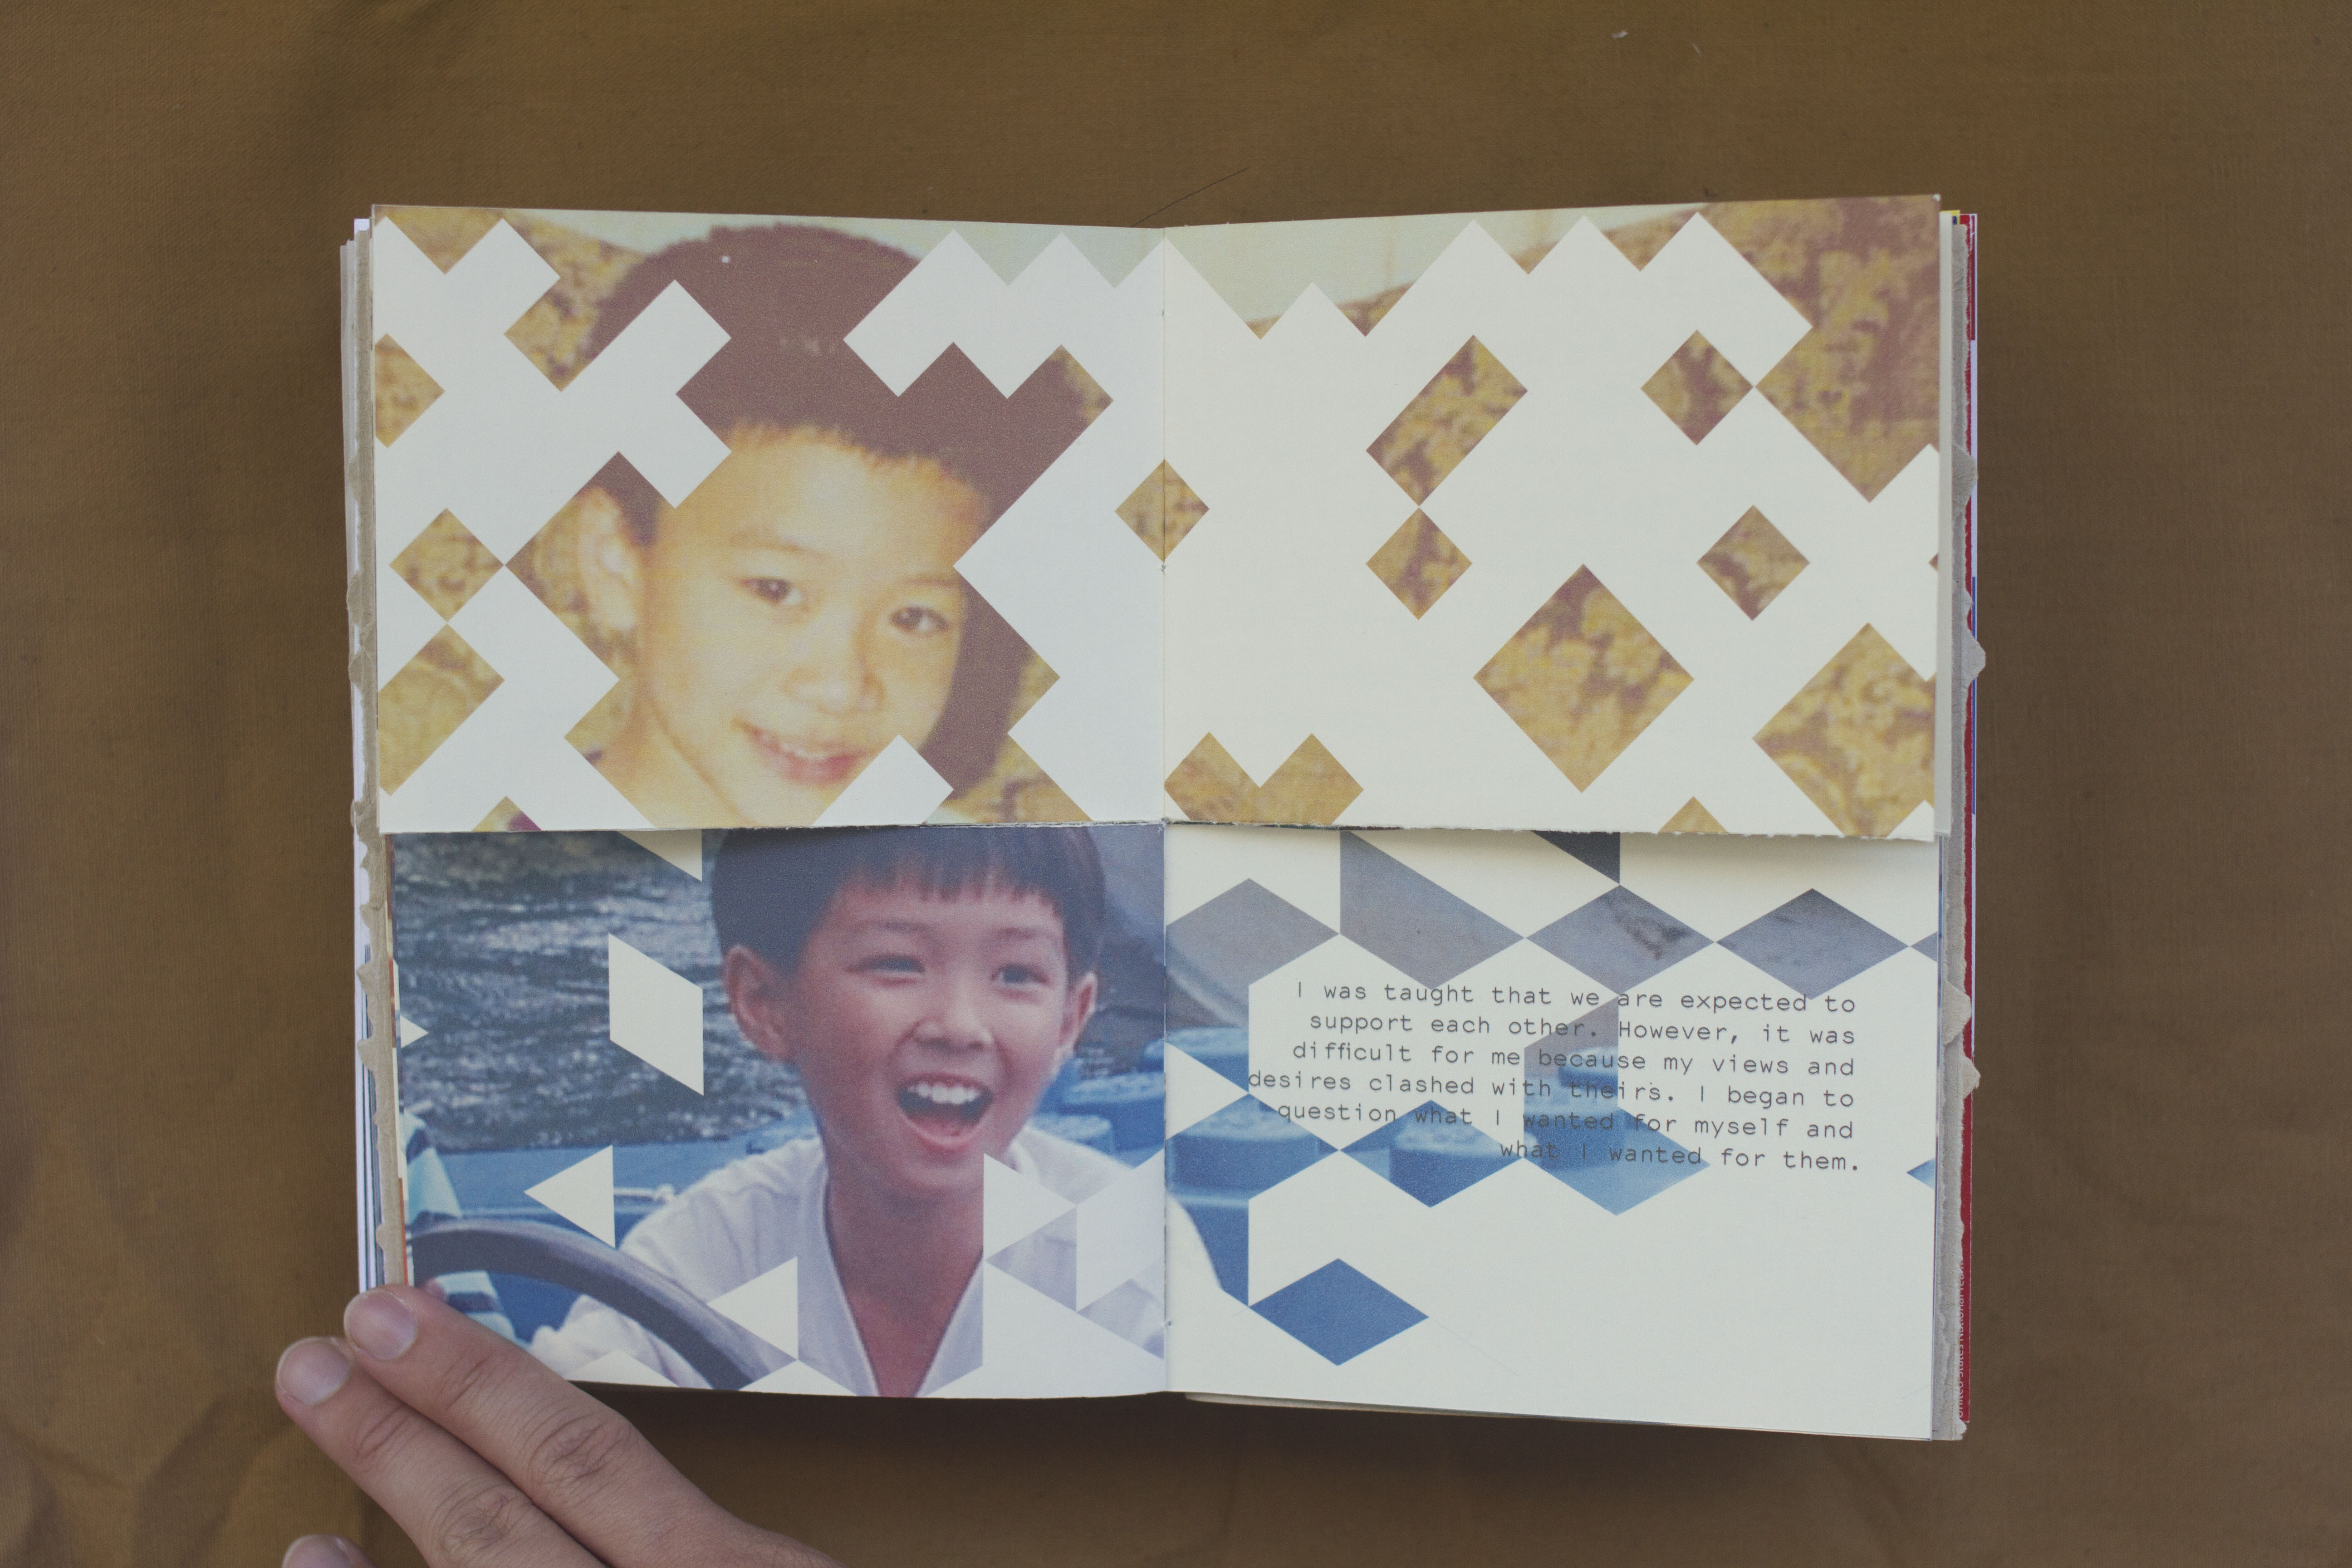 I was taught that we are expected to
support each other. However, it was
difficult for me because my views and
desires clashed with theirs. I began to
question what I wanted for myself and
what I wanted for them.